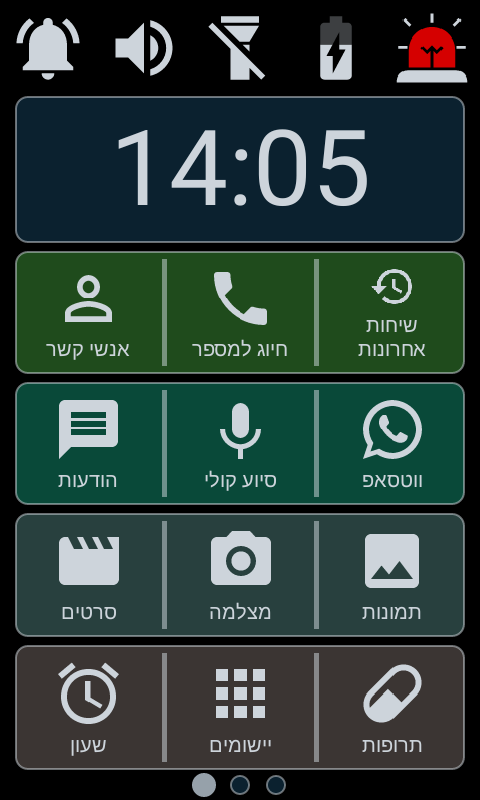 14:05
שיחות
אחרונות
חיוג למספר
אנשי קשר
ווטסאפ
סיוע קולי
הודעות
תמונות
מצלמה
סרטים
תרופות
יישומים
שעון